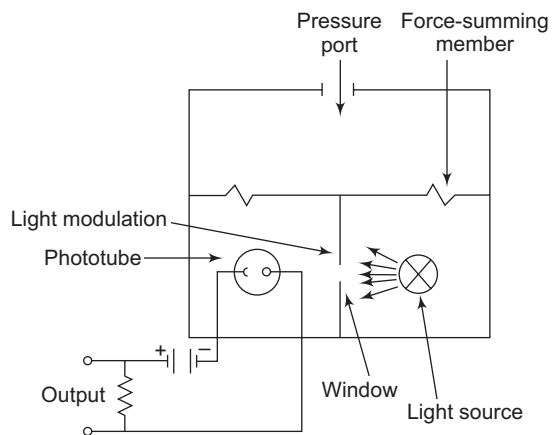 Pressure
port
Force-summing
member
Light modulation
Phototube
+
−
Output
Window
Light source